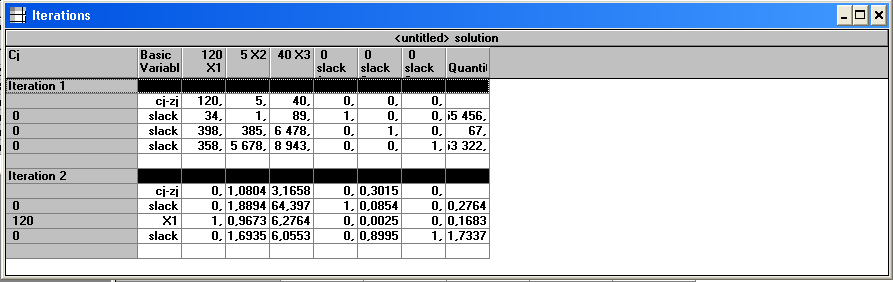 Iterations
<untitled> solution
Cj Basic Variabl 120 X1 5 X2 40 X3 0 slack 0 slack 0 slack Quantit
Iteration 1
cj-zj 120, 5, 40, 0, 0, 0,
0 slack 34, 1, 89, 1, 0, 0, 55 456,
0 slack 398, 385, 6 478, 0, 1, 0, 67,
0 slack 358, 5 678, 8 943, 0, 0, 1, 53 322,
Iteration 2
cj-zj 0, 1,0804 3,1658 0, 0,3015 0,
0 slack 0, 1,8894 64,397 1, 0,0854 0, 0,2764
120 X1 1, 0,9673 6,2764 0, 0,0025 0, 0,1683
0 slack 0, 1,6935 6,0553 0, 0,8995 1, 1,7337